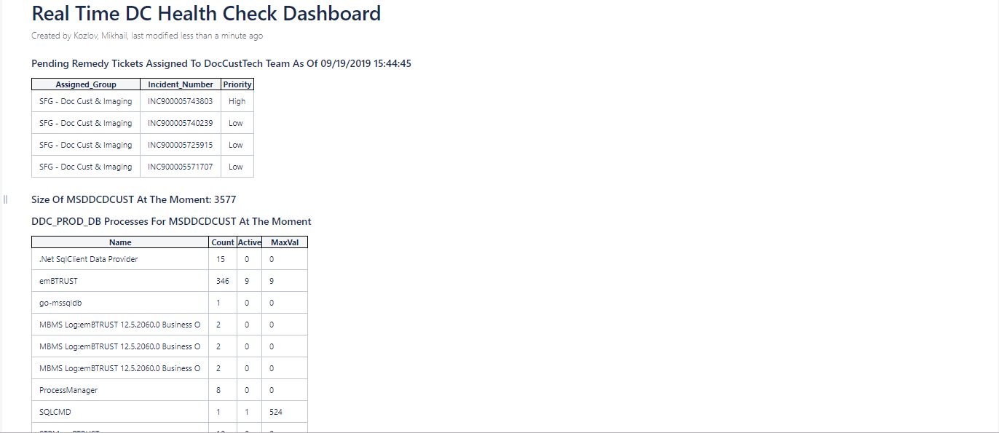 Real Time DC Health Check Dashboard
Created by Kozlov, Mikhail, last modified less than a minute ago
Pending Remedy Tickets Assigned To DocCustTech Team As Of 09/19/2019 15:44:45
Assigned_Group Incident_Number Priority
SFG - Doc Cust & Imaging INC900005743803 High
SFG - Doc Cust & Imaging INC900005740239 Low
SFG - Doc Cust & Imaging INC900005725915 Low
SFG - Doc Cust & Imaging INC900005571707 Low
Size Of MSDDCDCUST At The Moment: 3577
DDC_PROD_DB Processes For MSDDCDCUST At The Moment
Name Count Active MaxVal
.Net SqlClient Data Provider 15 0 0
emBTRUST 346 9 9
go-mssqldb 1 0 0
MBMS Log:emBTRUST 12.5.2060.0 Business O 2 0 0
MBMS Log:emBTRUST 12.5.2060.0 Business O 2 0 0
MBMS Log:emBTRUST 12.5.2060.0 Business O 2 0 0
ProcessManager 8 0 0
SQLCMD 1 1 524